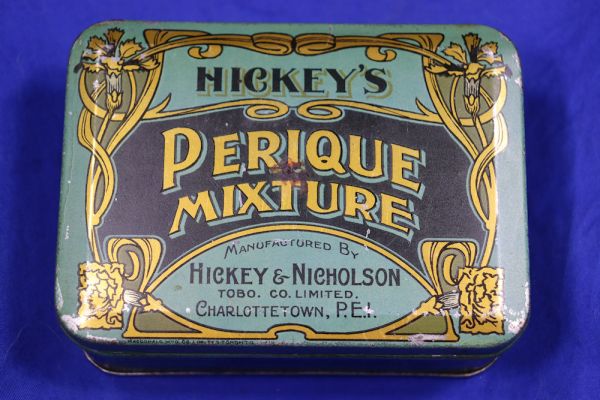 HICKEY'S
PERIQUE
MIXTURE
MANUFACTURED BY
HICKEY & NICHOLSON
TOBO. CO. LIMITED.
CHARLOTTETOWN, P.E.I.